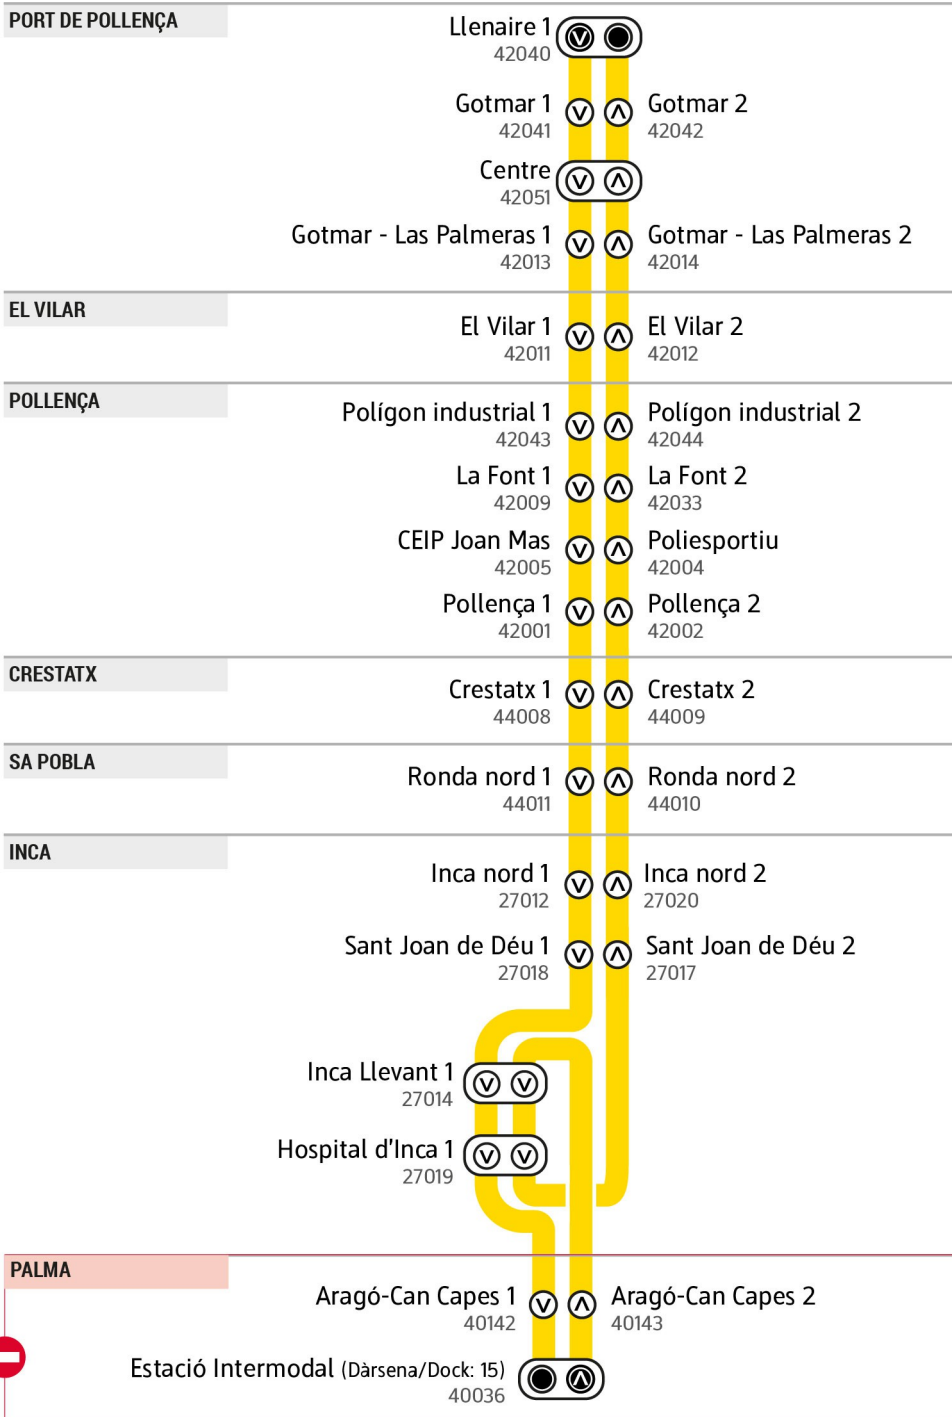 PORT DE POLLENÇA
Llenaire 1
42040
Gotmar 1
42041
Gotmar 2
42042
Centre
42051
Gotmar - Las Palmeras 1
42013
Gotmar - Las Palmeras 2
42014
EL VILAR
El Vilar 1
42011
El Vilar 2
42012
POLLENÇA
Polígon industrial 1
42043
Polígon industrial 2
42044
La Font 1
42009
La Font 2
42033
CEIP Joan Mas
42005
Poliesportiu
42004
Pollença 1
42001
Pollença 2
42002
CRESTATX
Crestatx 1
44008
Crestatx 2
44009
SA POBLA
Ronda nord 1
44011
Ronda nord 2
44010
INCA
Inca nord 1
27012
Inca nord 2
27020
Sant Joan de Déu 1
27018
Sant Joan de Déu 2
27017
Inca Llevant 1
27014
Hospital d'Inca 1
27019
PALMA
Aragó-Can Capes 1
40142
Aragó-Can Capes 2
40143
Estació Intermodal (Dàrsena/Dock: 15)
40036